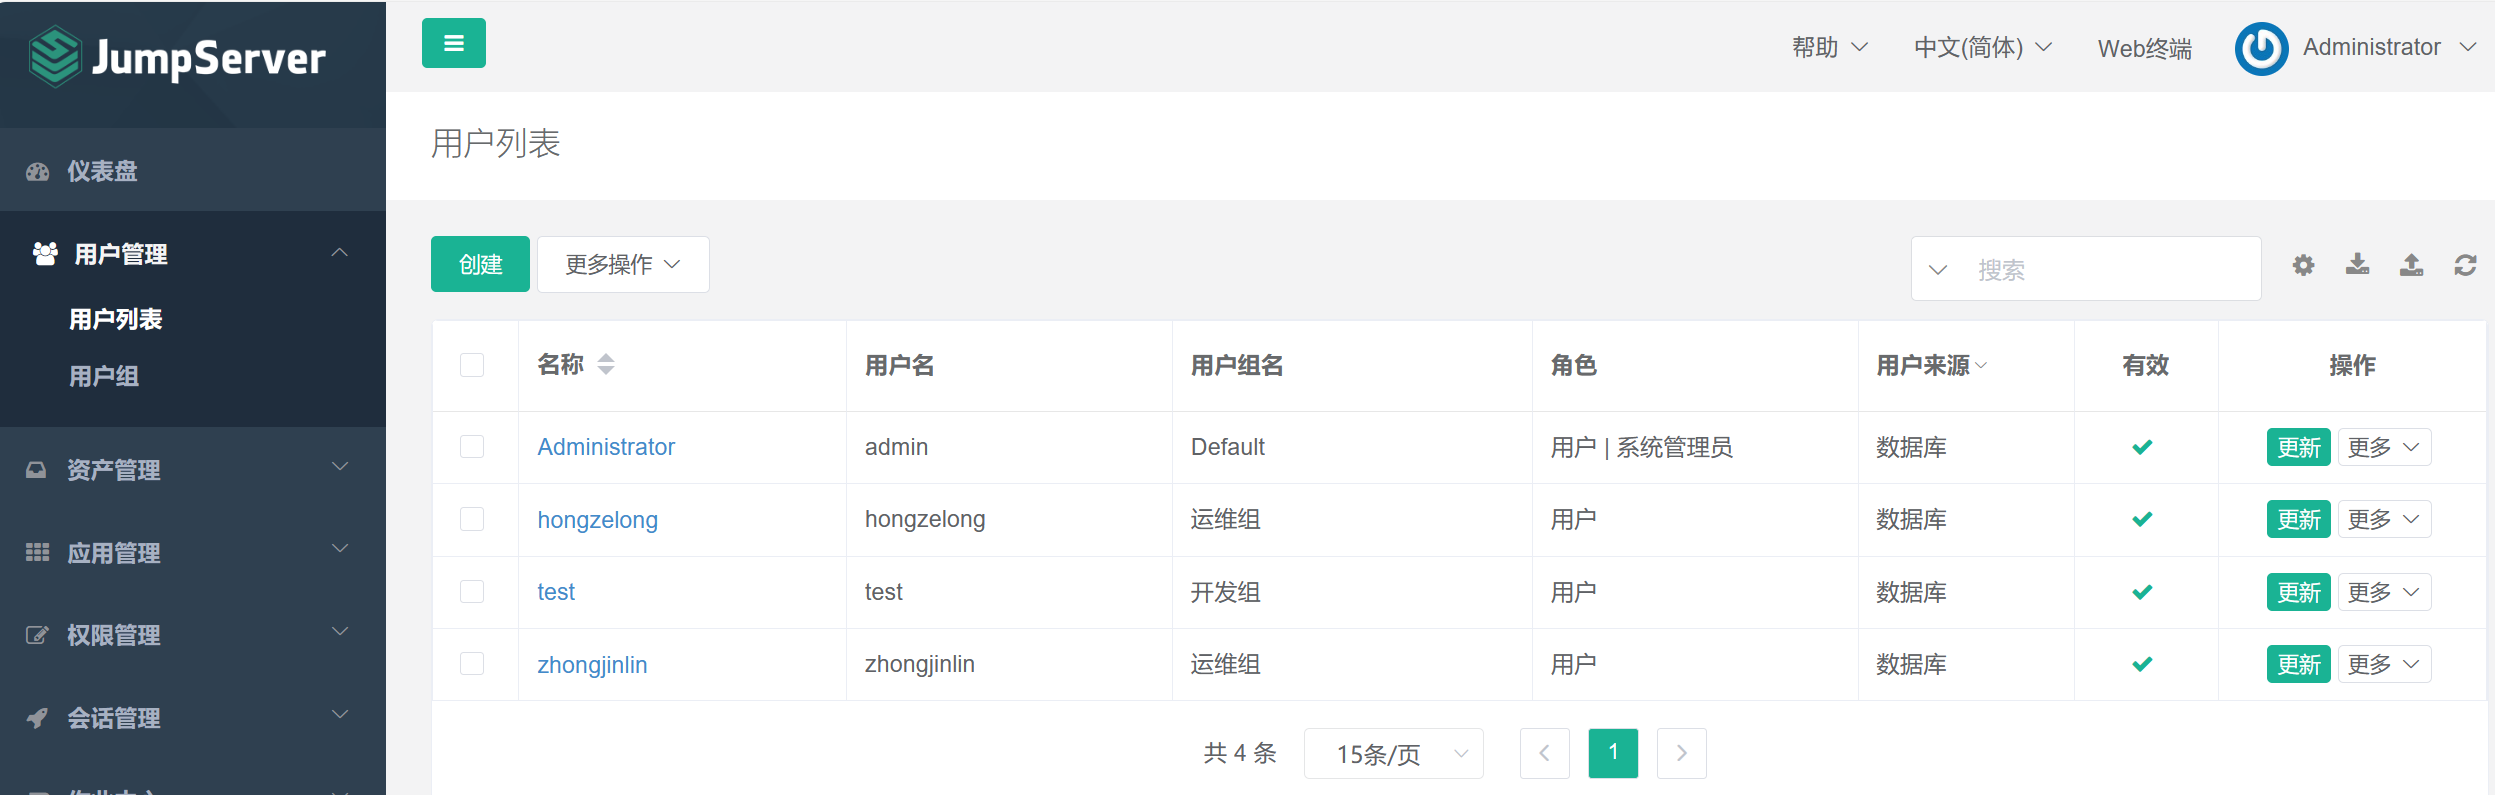 JumpServer
帮助
中文(简体)
Web终端
Administrator
仪表盘
用户管理
用户列表
用户组
资产管理
应用管理
权限管理
会话管理
用户列表
创建
更多操作
搜索
名称 用户名 用户组名 角色 用户来源 有效 操作
Administrator admin Default 用户 | 系统管理员 数据库 更新 更多
hongzelong hongzelong 运维组 用户 数据库 更新 更多
test test 开发组 用户 数据库 更新 更多
zhongjinlin zhongjinlin 运维组 用户 数据库 更新 更多
共 4 条 15条/页 1